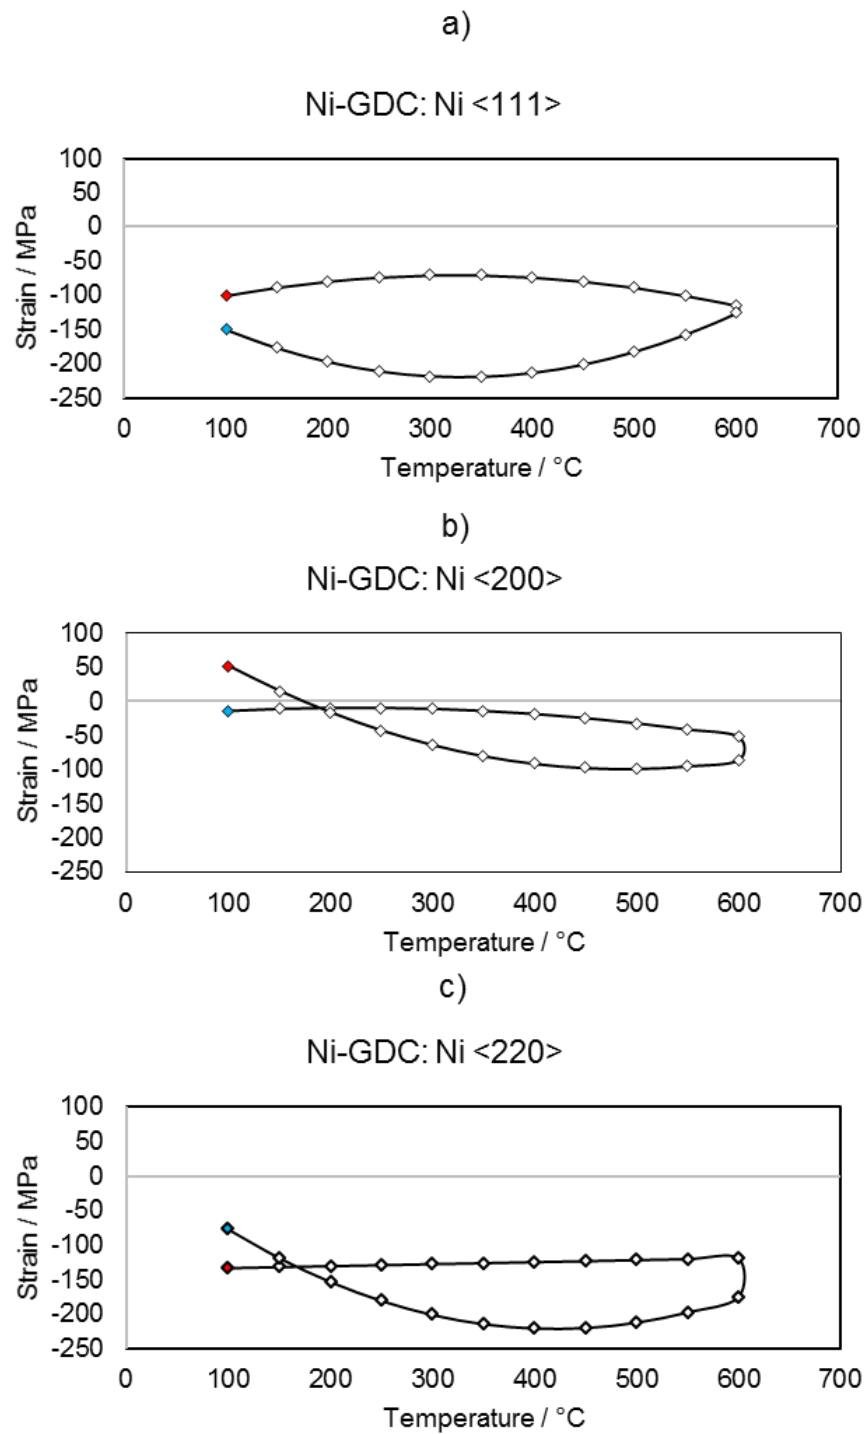 a)
Ni-GDC: Ni <111>
100
50
0
-50
-100
-150
-200
-250
Strain / MPa
0 100 200 300 400 500 600 700
Temperature / °C
b)
Ni-GDC: Ni <200>
100
50
0
-50
-100
-150
-200
-250
Strain / MPa
0 100 200 300 400 500 600 700
Temperature / °C
c)
Ni-GDC: Ni <220>
100
50
0
-50
-100
-150
-200
-250
Strain / MPa
0 100 200 300 400 500 600 700
Temperature / °C